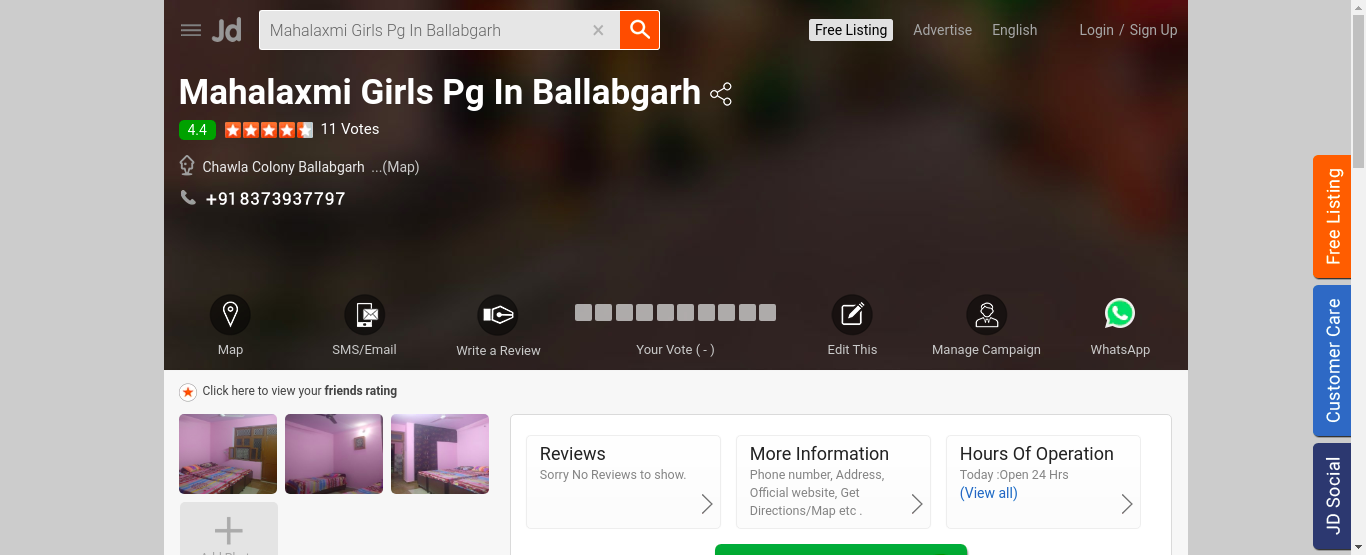 Jd
Mahalaxmi Girls Pg In Ballabgarh
Free Listing
Advertise
English
Login / Sign Up
Mahalaxmi Girls Pg In Ballabgarh
4.4 11 Votes
Chawla Colony Ballabgarh ...(Map)
+918373937797
Map
SMS/Email
Write a Review
Your Vote ( - )
Edit This
Manage Campaign
WhatsApp
Click here to view your friends rating
Reviews
Sorry No Reviews to show.
More Information
Phone number, Address,
Official website, Get
Directions/Map etc .
Hours Of Operation
Today :Open 24 Hrs
(View all)
Free Listing
Customer Care
JD Social